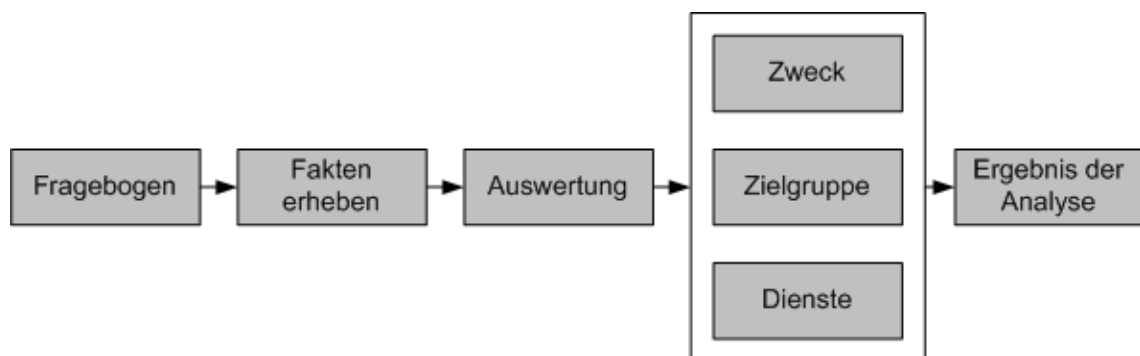 Fragebogen
Fakten
erheben
Auswertung
Zweck
Zielgruppe
Dienste
Ergebnis der
Analyse